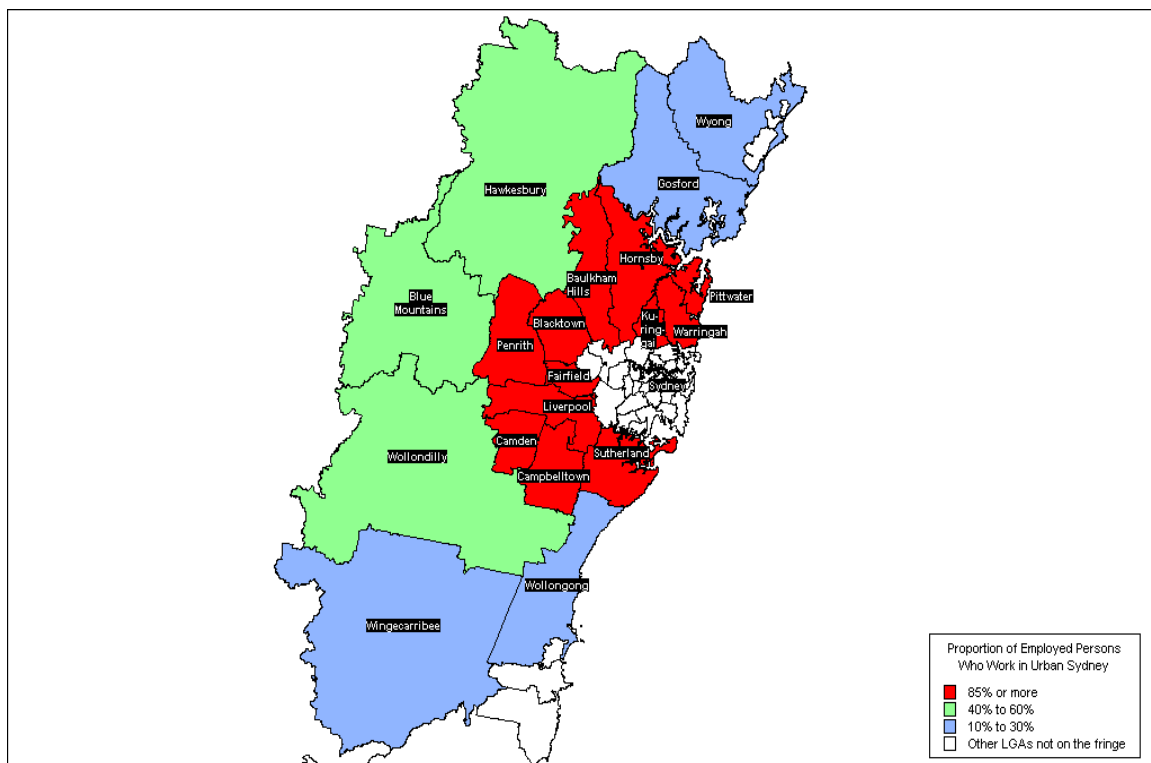 Wyong
Gosford
Hawkesbury
Hornsby
Baulkham
Hills
Pittwater
Blue
Mountains
Blacktown
Ku-
ring-
gai
Warringah
Penrith
Fairfield
Sydney
Liverpool
Camden
Sutherland
Wollondilly
Campbelltown
Wollongong
Wingecarribee
Proportion of Employed Persons
Who Work in Urban Sydney
85% or more
40% to 60%
10% to 30%
Other LGAs not on the fringe